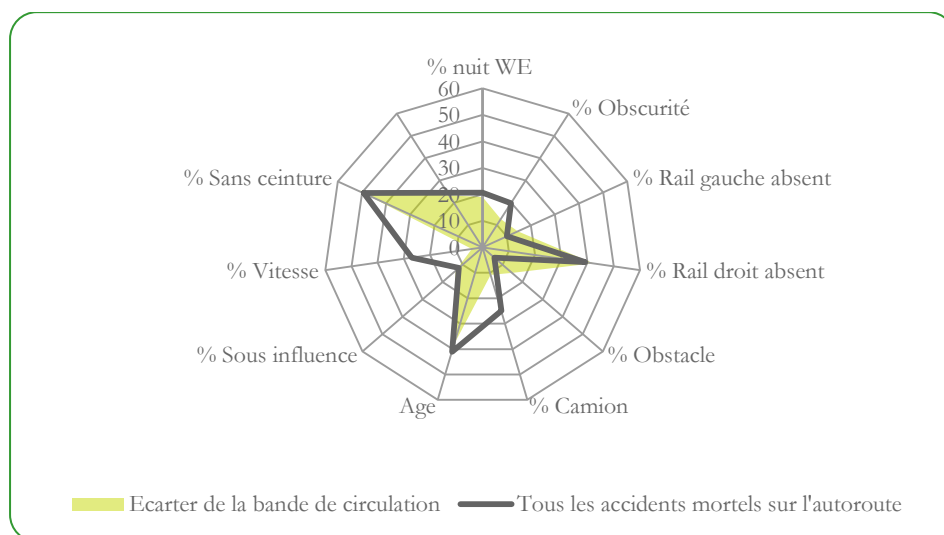 % nuit WE
60
50
40
30
20
10
0
% Obscurité
% Rail gauche absent
% Rail droit absent
% Obstacle
% Camion
Age
% Sous influence
% Vitesse
% Sans ceinture
Ecarter de la bande de circulation
Tous les accidents mortels sur l'autoroute